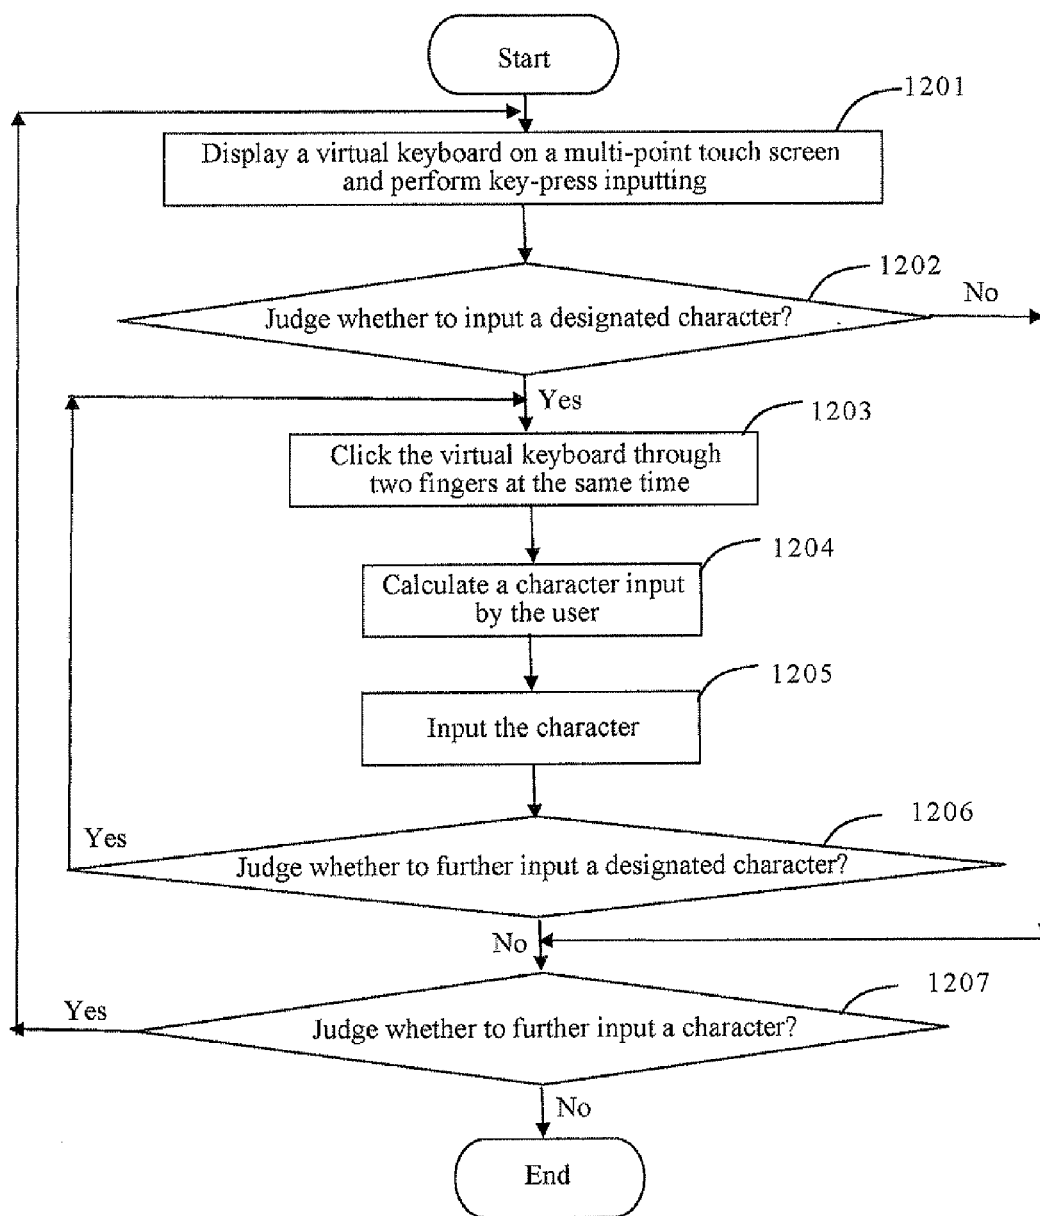 Start
1201
Display a virtual keyboard on a multi-point touch screen
and perform key-press inputting
1202
No
Judge whether to input a designated character?
Yes
1203
Click the virtual keyboard through
two fingers at the same time
1204
Calculate a character input
by the user
1205
Input the character
1206
Yes
Judge whether to further input a designated character?
No
1207
Yes
Judge whether to further input a character?
No
End